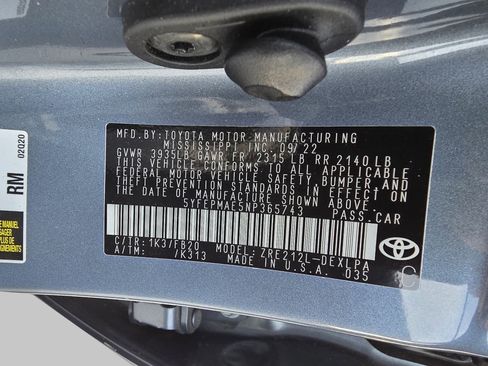 MFD. BY: TOYOTA MOTOR MANUFACTURING
MISSISSIPPI INC. 09/22
GVWR 3935LB GAWR FR 2315 LB RR 2140 LB
THIS VEHICLE CONFORMS TO ALL APPLICABLE
FEDERAL MOTOR VEHICLE SAFETY, BUMPER, AND
THEFT PREVENTION STANDARDS IN EFFECT ON
THE DATE OF MANUFACTURE SHOWN ABOVE.
5YFEPMAE5NP365743 PASS. CAR
C/TR: 1K3/FB20 MODEL: ZRE212L-DEXLPA
A/TM: /K313 MADE IN U.S.A. 035
C
TOYOTA
RM
02020